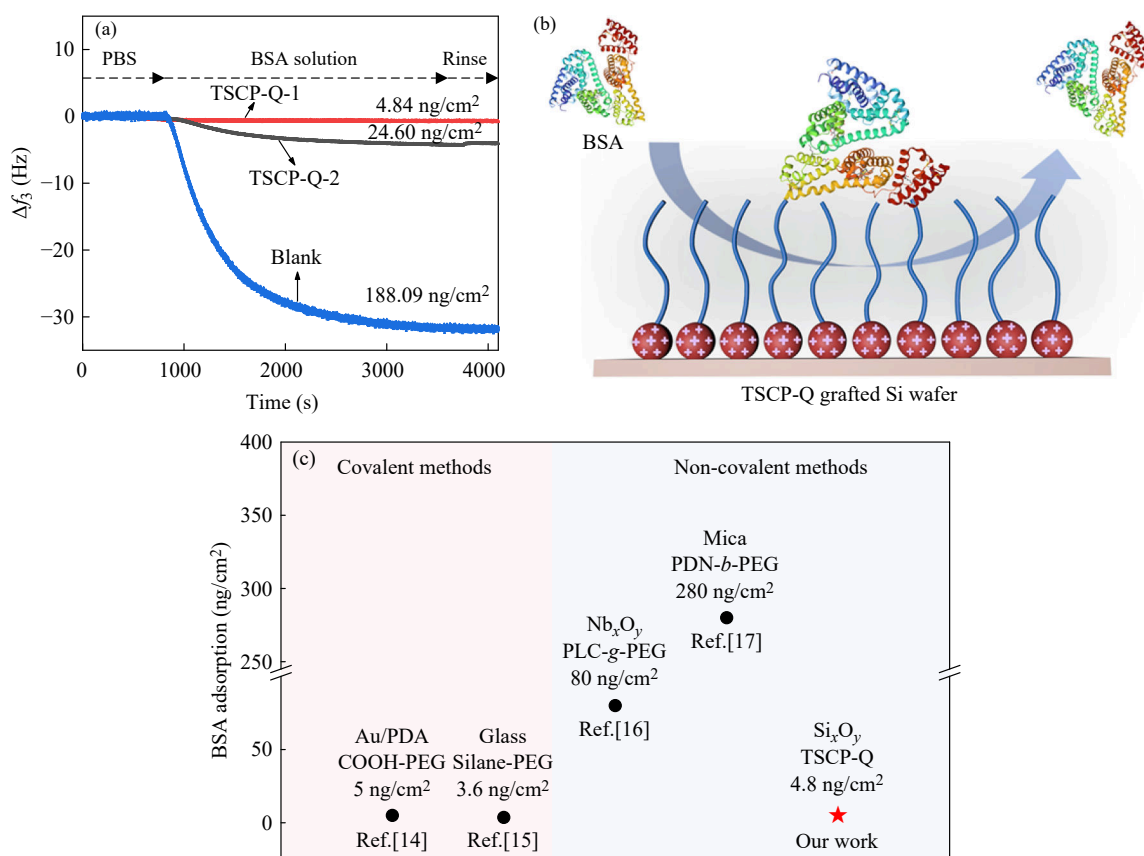 (a)
10
0
−10
−20
−30
Δf₃ (Hz)
PBS
BSA solution
Rinse
TSCP-Q-1
4.84 ng/cm²
24.60 ng/cm²
TSCP-Q-2
Blank
188.09 ng/cm²
0
1000
2000
3000
4000
Time (s)
(b)
BSA
TSCP-Q grafted Si wafer
(c)
Covalent methods
Non-covalent methods
400
350
300
250
50
0
BSA adsorption (ng/cm²)
Au/PDA
COOH-PEG
5 ng/cm²
Ref.[14]
Glass
Silane-PEG
3.6 ng/cm²
Ref.[15]
NbₓOᵧ
PLC-g-PEG
80 ng/cm²
Ref.[16]
Mica
PDN-b-PEG
280 ng/cm²
Ref.[17]
SiₓOᵧ
TSCP-Q
4.8 ng/cm²
Our work